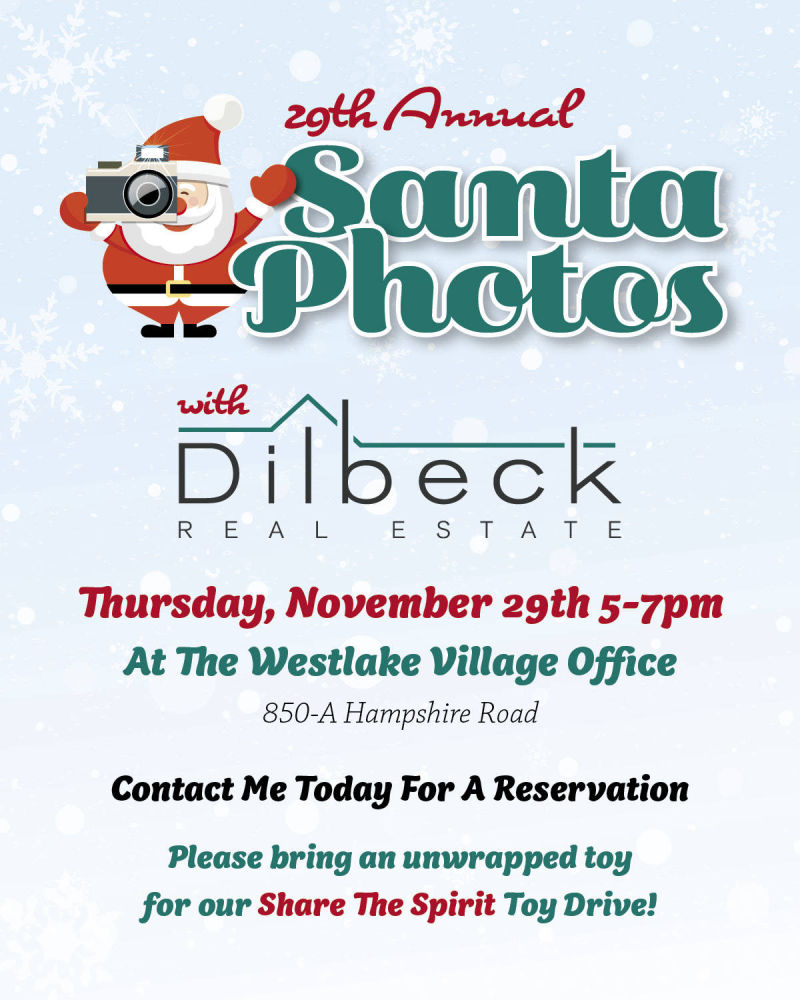 29th Annual
Santa
Photos
with
Dilbeck
REAL ESTATE
Thursday, November 29th 5-7pm
At The Westlake Village Office
850-A Hampshire Road
Contact Me Today For A Reservation
Please bring an unwrapped toy
for our Share The Spirit Toy Drive!